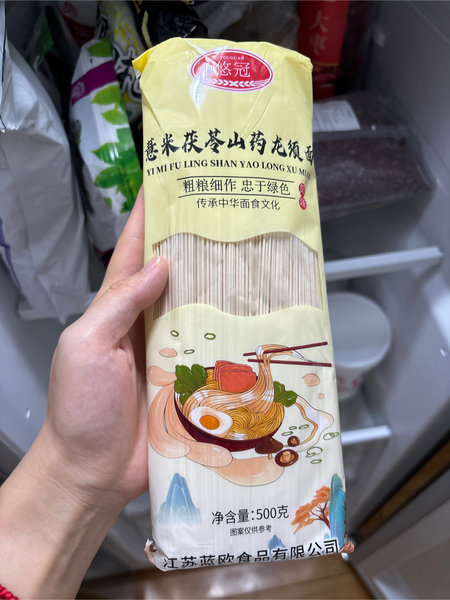 YOUGUAN
悠冠
薏米茯苓山药龙须面
YI MI FU LING SHAN YAO LONG XU MIAN
粗粮细作 忠于绿色
传承中华面食文化
净含量:500克
图案仅供参考
江苏蓝欧食品有限公司
大枣